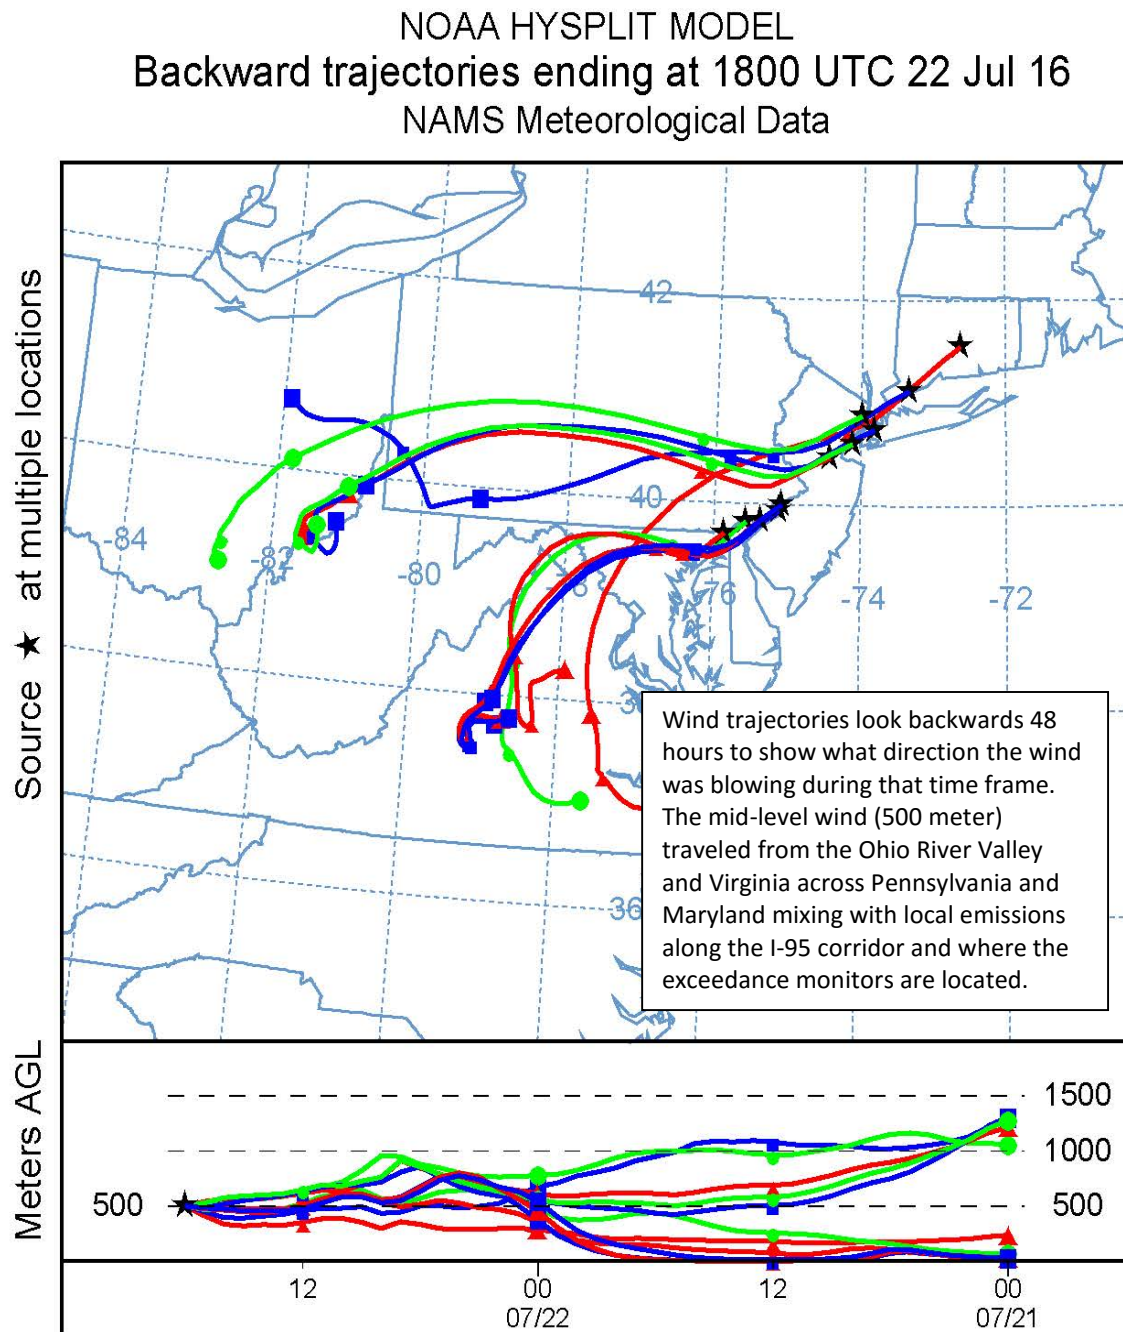 NOAA HYSPLIT MODEL
Backward trajectories ending at 1800 UTC 22 Jul 16
NAMS Meteorological Data
Source ★ at multiple locations
42
40
-84
-82
-80
-76
-74
-72
36
Wind trajectories look backwards 48
hours to show what direction the wind
was blowing during that time frame.
The mid-level wind (500 meter)
traveled from the Ohio River Valley
and Virginia across Pennsylvania and
Maryland mixing with local emissions
along the I-95 corridor and where the
exceedance monitors are located.
Meters AGL
1500
1000
500
500
12
00
12
00
07/22
07/21